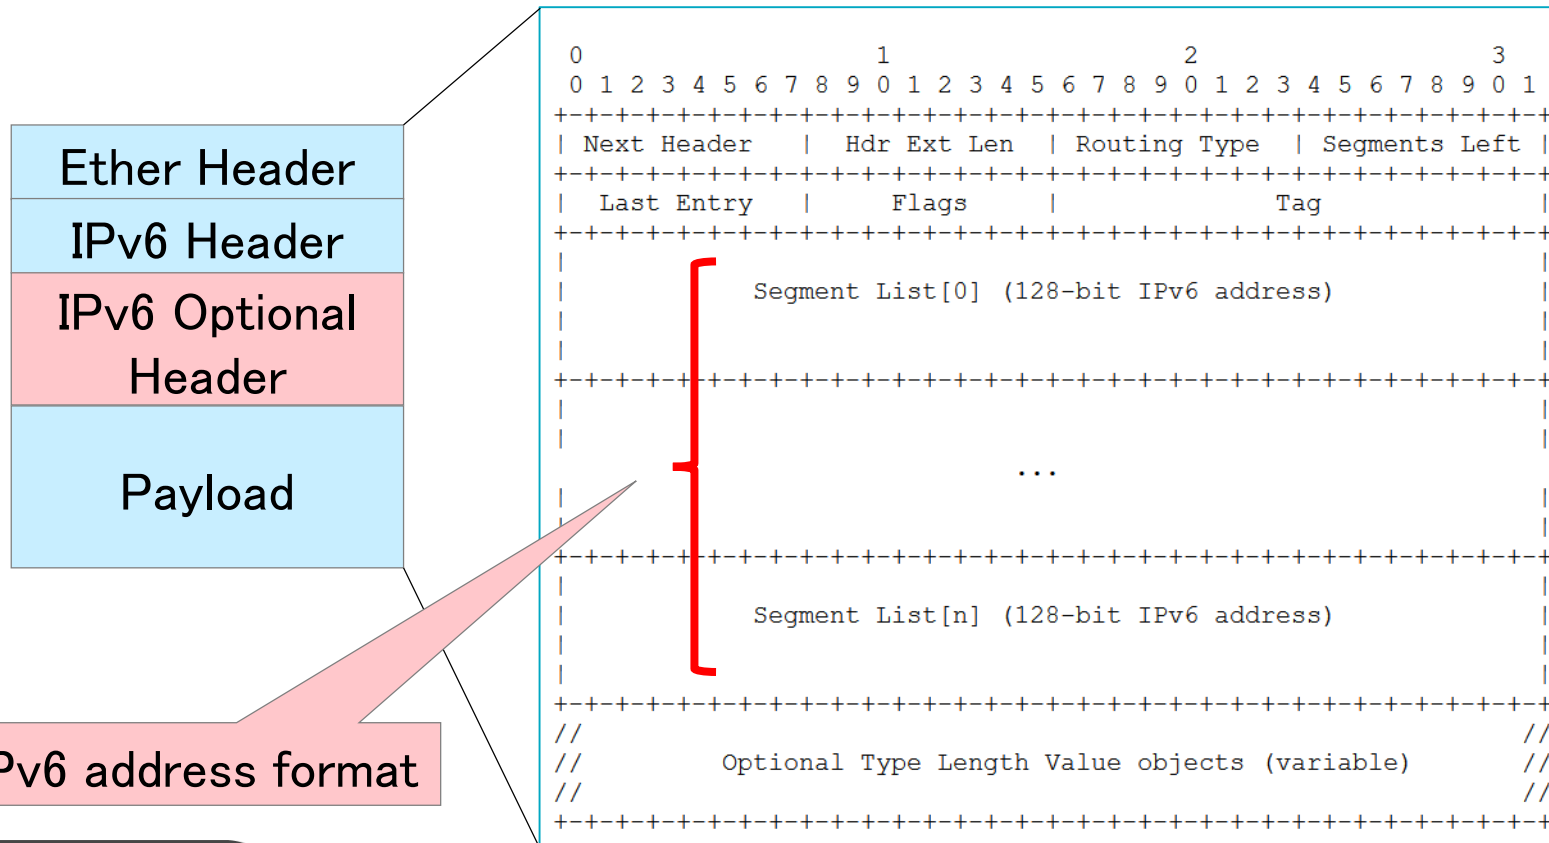 Ether Header
IPv6 Header
IPv6 Optional
Header
Payload
Pv6 address format
0                   1                   2                   3
0 1 2 3 4 5 6 7 8 9 0 1 2 3 4 5 6 7 8 9 0 1 2 3 4 5 6 7 8 9 0 1
+-+-+-+-+-+-+-+-+-+-+-+-+-+-+-+-+-+-+-+-+-+-+-+-+-+-+-+-+-+-+-+-+
| Next Header | Hdr Ext Len | Routing Type | Segments Left |
+-+-+-+-+-+-+-+-+-+-+-+-+-+-+-+-+-+-+-+-+-+-+-+-+-+-+-+-+-+-+-+-+
| Last Entry | Flags | Tag |
+-+-+-+-+-+-+-+-+-+-+-+-+-+-+-+-+-+-+-+-+-+-+-+-+-+-+-+-+-+-+-+-+
| |
| Segment List[0] (128-bit IPv6 address) |
| |
| |
+-+-+-+-+-+-+-+-+-+-+-+-+-+-+-+-+-+-+-+-+-+-+-+-+-+-+-+-+-+-+-+-+
| |
| |
...
| |
| |
+-+-+-+-+-+-+-+-+-+-+-+-+-+-+-+-+-+-+-+-+-+-+-+-+-+-+-+-+-+-+-+-+
| |
| Segment List[n] (128-bit IPv6 address) |
| |
| |
+-+-+-+-+-+-+-+-+-+-+-+-+-+-+-+-+-+-+-+-+-+-+-+-+-+-+-+-+-+-+-+-+
// //
// Optional Type Length Value objects (variable) //
// //
+-+-+-+-+-+-+-+-+-+-+-+-+-+-+-+-+-+-+-+-+-+-+-+-+-+-+-+-+-+-+-+-+